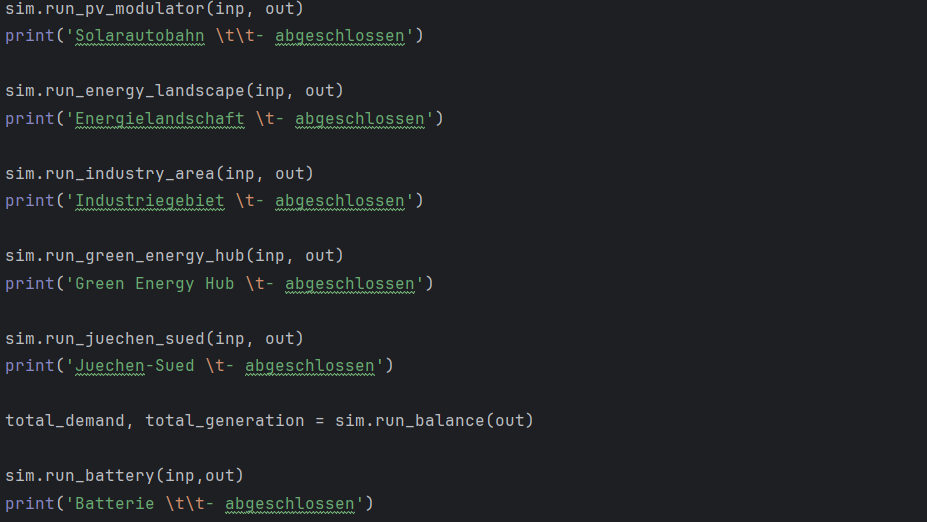 sim.run_pv_modulator(inp, out)
print('Solarautobahn \t\t- abgeschlossen')
sim.run_energy_landscape(inp, out)
print('Energielandschaft \t- abgeschlossen')
sim.run_industry_area(inp, out)
print('Industriegebiet \t- abgeschlossen')
sim.run_green_energy_hub(inp, out)
print('Green Energy Hub \t- abgeschlossen')
sim.run_juechen_sued(inp, out)
print('Juechen-Sued \t- abgeschlossen')
total_demand, total_generation = sim.run_balance(out)
sim.run_battery(inp,out)
print('Batterie \t\t- abgeschlossen')